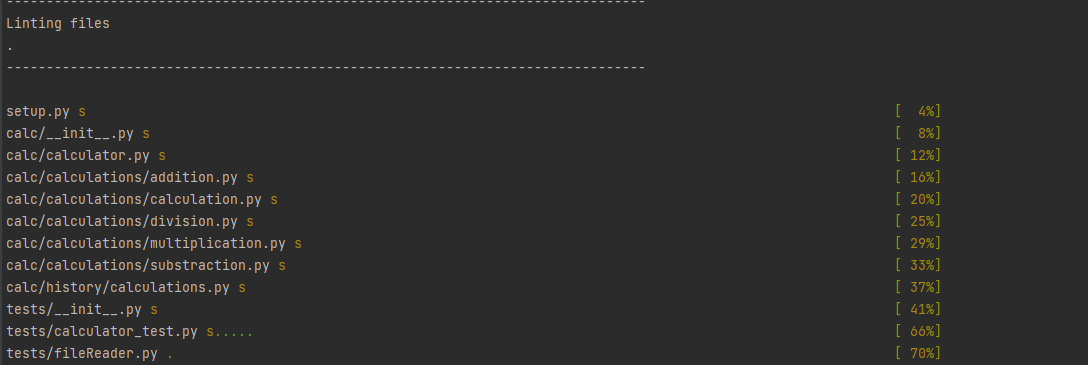 --------------------------------------------------------------------------------
Linting files
.
--------------------------------------------------------------------------------
setup.py s [  4%]
calc/__init__.py s [  8%]
calc/calculator.py s [ 12%]
calc/calculations/addition.py s [ 16%]
calc/calculations/calculation.py s [ 20%]
calc/calculations/division.py s [ 25%]
calc/calculations/multiplication.py s [ 29%]
calc/calculations/substraction.py s [ 33%]
calc/history/calculations.py s [ 37%]
tests/__init__.py s [ 41%]
tests/calculator_test.py s..... [ 66%]
tests/fileReader.py . [ 70%]